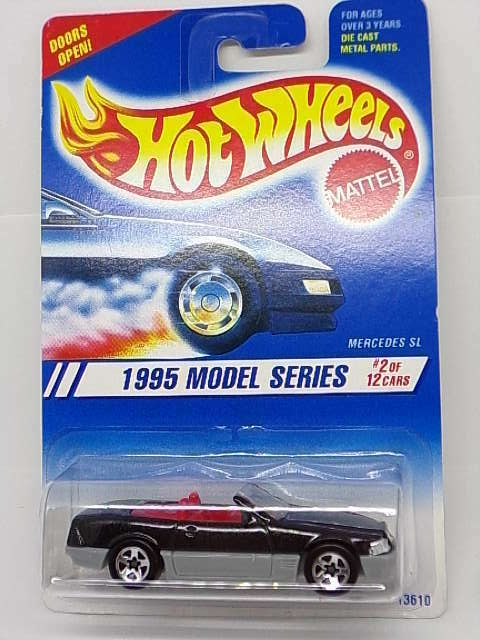 DOORS
OPEN!
FOR AGES
OVER 3 YEARS.
DIE CAST
METAL PARTS.
HOT WHEELS
®
MATTEL
MERCEDES SL
1995 MODEL SERIES
#2 OF
12 CARS
13610